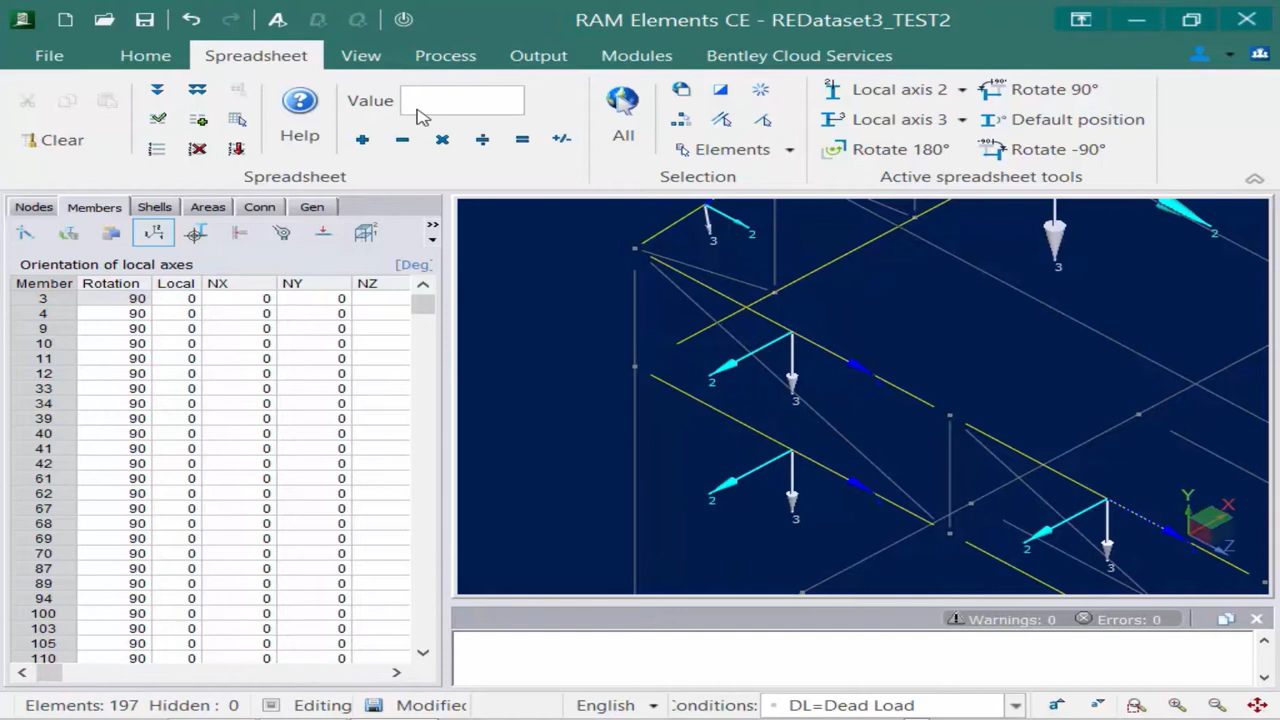 RAM Elements CE - REDataset3_TEST2
File Home Spreadsheet View Process Output Modules Bentley Cloud Services
Clear
Help
Value
All
Elements
Local axis 2
Local axis 3
Rotate 180°
Rotate 90°
Default position
Rotate -90°
Spreadsheet Selection Active spreadsheet tools
Nodes Members Shells Areas Conn Gen
Orientation of local axes [Deg.
Member Rotation Local NX NY NZ
3 90 0 0 0
4 90 0 0 0
9 90 0 0 0
10 90 0 0 0
11 90 0 0 0
12 90 0 0 0
33 90 0 0 0
34 90 0 0 0
39 90 0 0 0
40 90 0 0 0
41 90 0 0 0
42 90 0 0 0
61 90 0 0 0
62 90 0 0 0
67 90 0 0 0
68 90 0 0 0
69 90 0 0 0
70 90 0 0 0
87 90 0 0 0
89 90 0 0 0
94 90 0 0 0
100 90 0 0 0
103 90 0 0 0
105 90 0 0 0
110 90 0 0 0
3 2
3
2
2
3
2
3
2
3
Y X
Z
Warnings: 0 Errors: 0
Elements: 197 Hidden : 0 Editing Modified English :onditions: DL=Dead Load